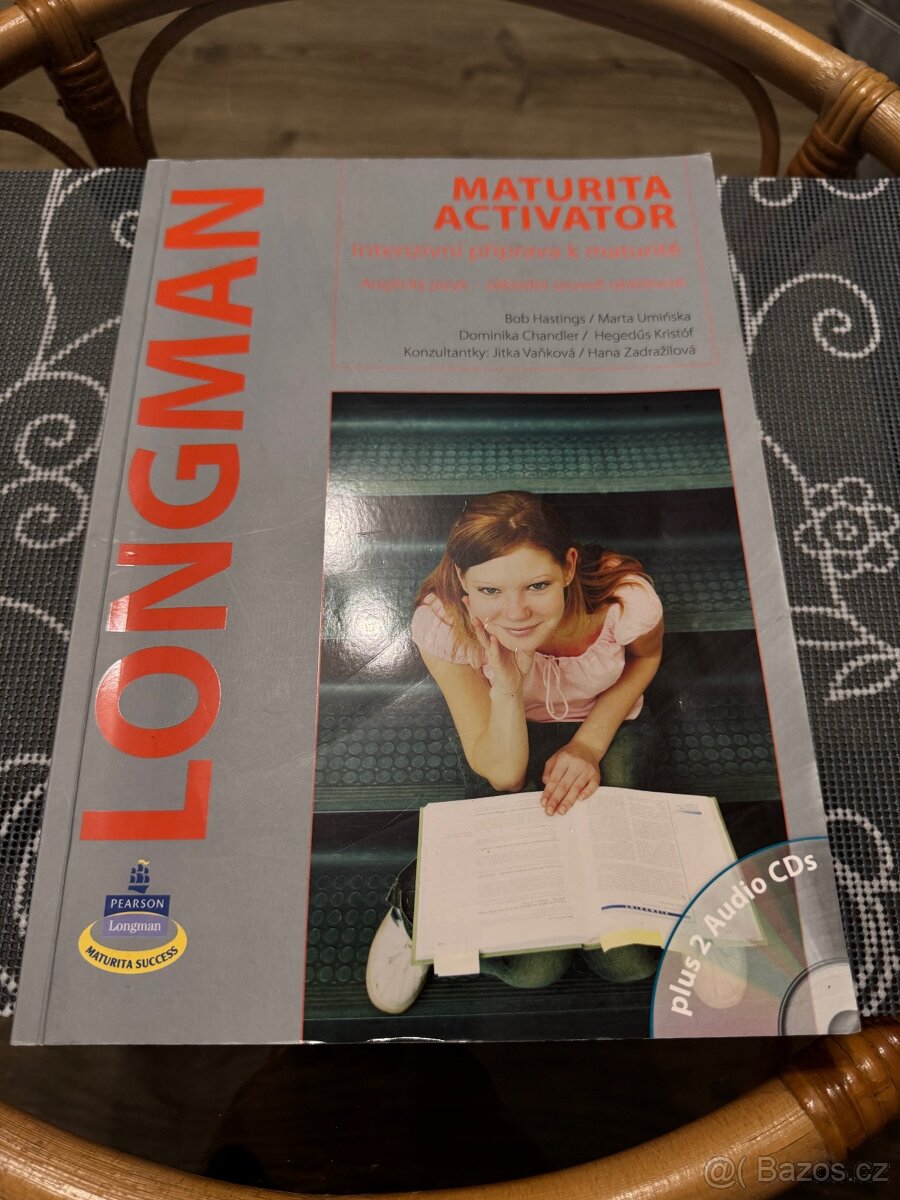 LONGMAN
MATURITA
ACTIVATOR
Intenzivní příprava k maturitě
Anglický jazyk - základní úroveň obtížnosti
Bob Hastings / Marta Umińska
Dominika Chandler / Hegedűs Kristóf
Konzultantky: Jitka Vaňková / Hana Zadražilová
PEARSON
Longman
MATURITA SUCCESS
plus 2 Audio CDs
@( Bazos.cz